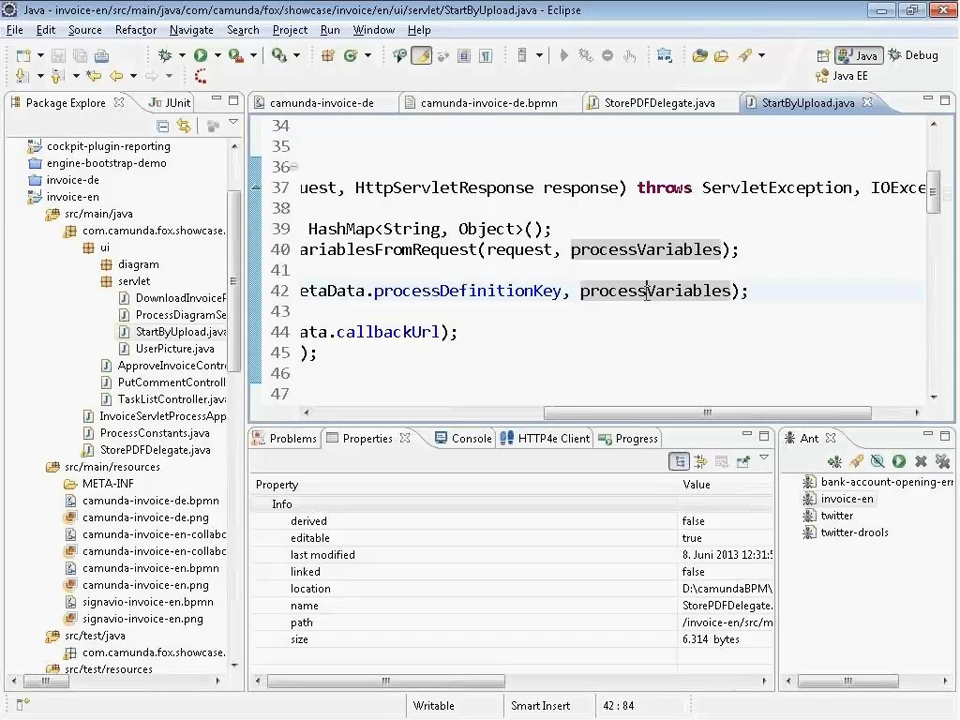 Java - invoice-en/src/main/java/com/camunda/fox/showcase/invoice/en/ui/servlet/StartByUpload.java - Eclipse
File Edit Source Refactor Navigate Search Project Run Window Help
Java Debug
Java EE
Package Explorer JUnit
cockpit-plugin-reporting
engine-bootstrap-demo
invoice-de
invoice-en
src/main/java
com.camunda.fox.showcase.
ui
diagram
servlet
DownloadInvoiceF
ProcessDiagramSe
StartByUpload.java
UserPicture.java
ApproveInvoiceContr
PutCommentControll
TaskListController.java
InvoiceServletProcessApp
ProcessConstants.java
StorePDFDelegate.java
src/main/resources
META-INF
camunda-invoice-de.bpmn
camunda-invoice-de.png
camunda-invoice-en-collabo
camunda-invoice-en-collabo
camunda-invoice-en.bpmn
camunda-invoice-en.png
signavio-invoice-en.bpmn
signavio-invoice-en.png
src/test/java
com.camunda.fox.showcase.
src/test/resources
camunda-invoice-de camunda-invoice-de.bpmn StorePDFDelegate.java StartByUpload.java
34
35
36
37 uest, HttpServletResponse response) throws ServletException, IOExce
38
39 HashMap<String, Object>();
40 ariablesFromRequest(request, processVariables);
41
42 etaData.processDefinitionKey, processVariables);
43
44 ata.callbackUrl);
45 );
46
47
Problems Properties Console HTTP4e Client Progress
Property Value
Info
derived false
editable true
last modified 8. Juni 2013 12:31:5
linked false
location D:\camundaBPM\
name StorePDFDelegate.
path /invoice-en/src/m
size 6.314 bytes
Ant
bank-account-opening-en
invoice-en
twitter
twitter-drools
Writable Smart Insert 42 : 84